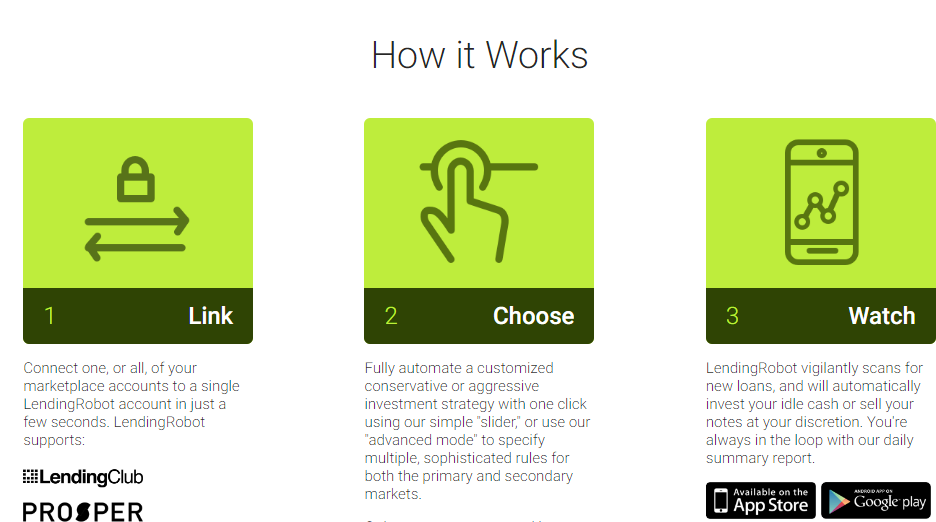 How it Works
1 Link
Connect one, or all, of your
marketplace accounts to a single
LendingRobot account in just a
few seconds. LendingRobot
supports:
LendingClub
PROSPER
2 Choose
Fully automate a customized
conservative or aggressive
investment strategy with one click
using our simple "slider," or use our
"advanced mode" to specify
multiple, sophisticated rules for
both the primary and secondary
markets.
3 Watch
LendingRobot vigilantly scans for
new loans, and will automatically
invest your idle cash or sell your
notes at your discretion. You're
always in the loop with our daily
summary report.
Available on the
App Store
ANDROID APP ON
Google play